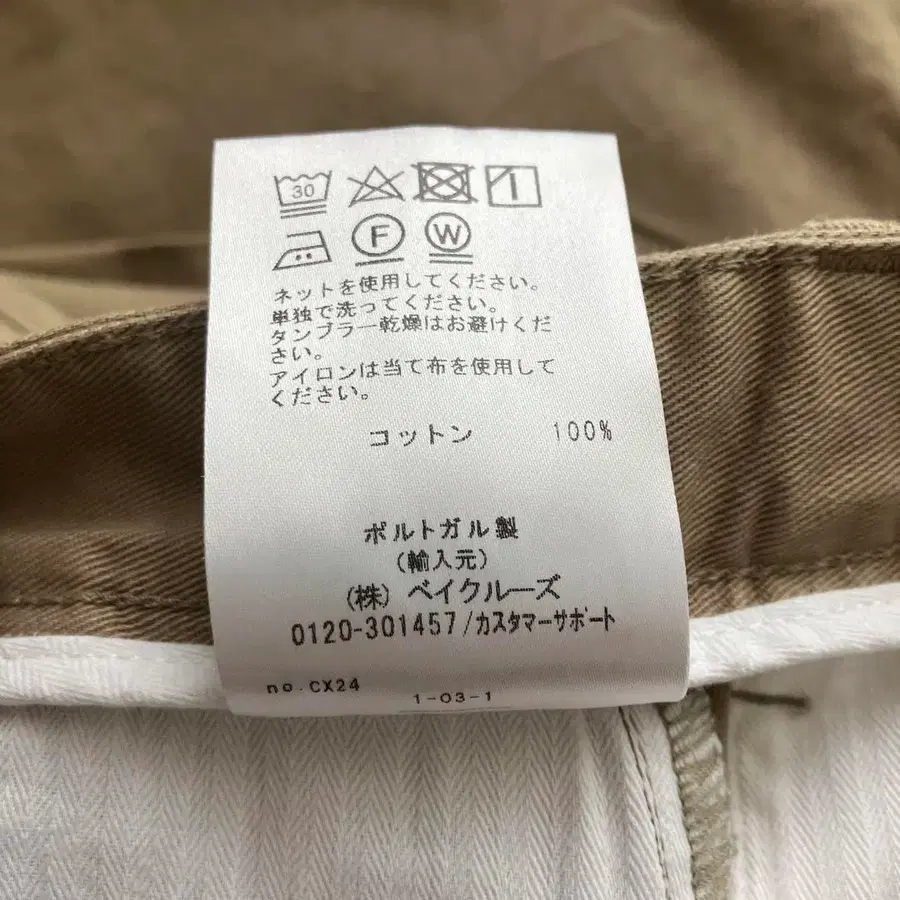 30
F W
ネットを使用してください。
単独で洗ってください。
タンブラー乾燥はお避けくだ
さい。
アイロンは当て布を使用して
ください。
コットン 100%
ポルトガル製
(輸入元)
(株) ベイクルーズ
0120-301457/カスタマーサポート
no.CX24
1-03-1